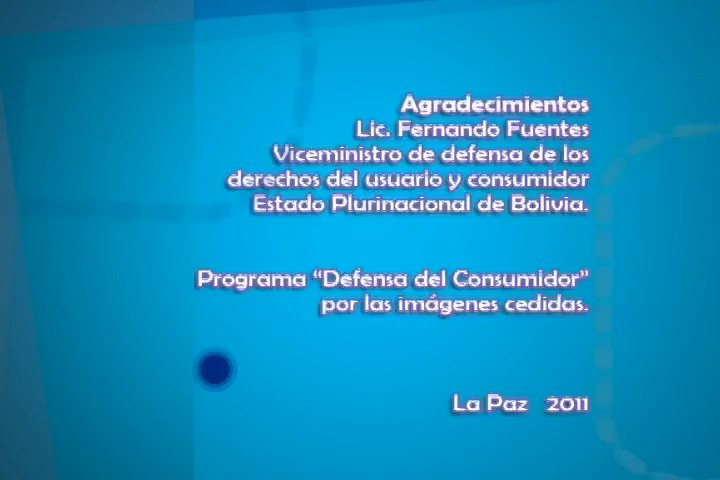 Agradecimientos
Lic. Fernando Fuentes
Viceministro de defensa de los
derechos del usuario y consumidor
Estado Plurinacional de Bolivia.
Programa “Defensa del Consumidor”
por las imágenes cedidas.
La Paz 2011